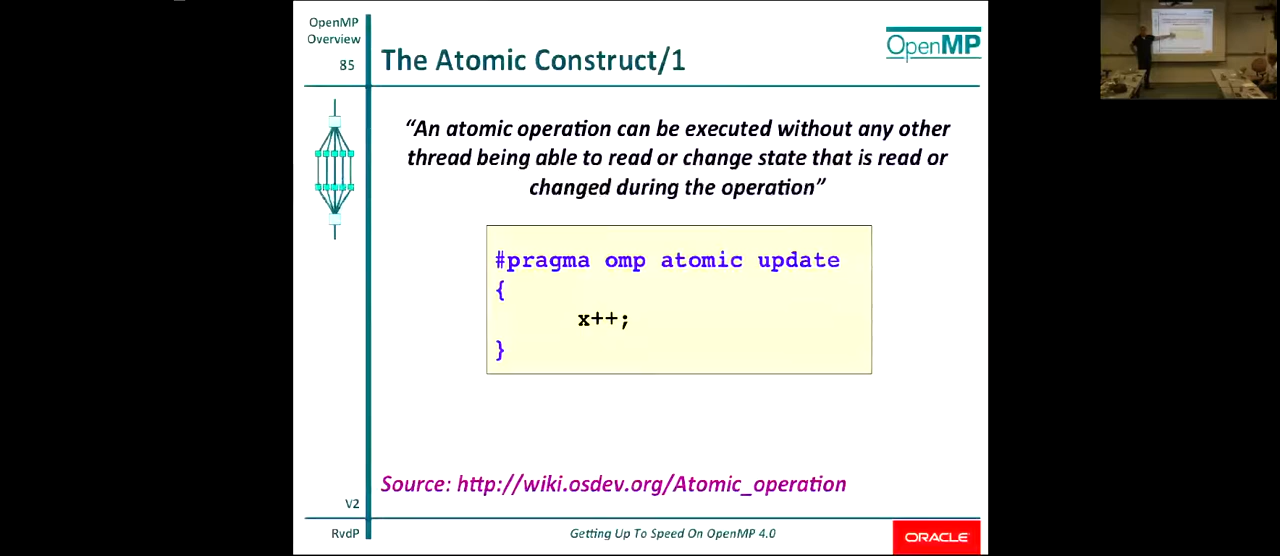 OpenMP
Overview
85
The Atomic Construct/1
OpenMP
“An atomic operation can be executed without any other
thread being able to read or change state that is read or
changed during the operation”
#pragma omp atomic update
{
x++;
}
Source: http://wiki.osdev.org/Atomic_operation
V2
RvdP
Getting Up To Speed On OpenMP 4.0
ORACLE